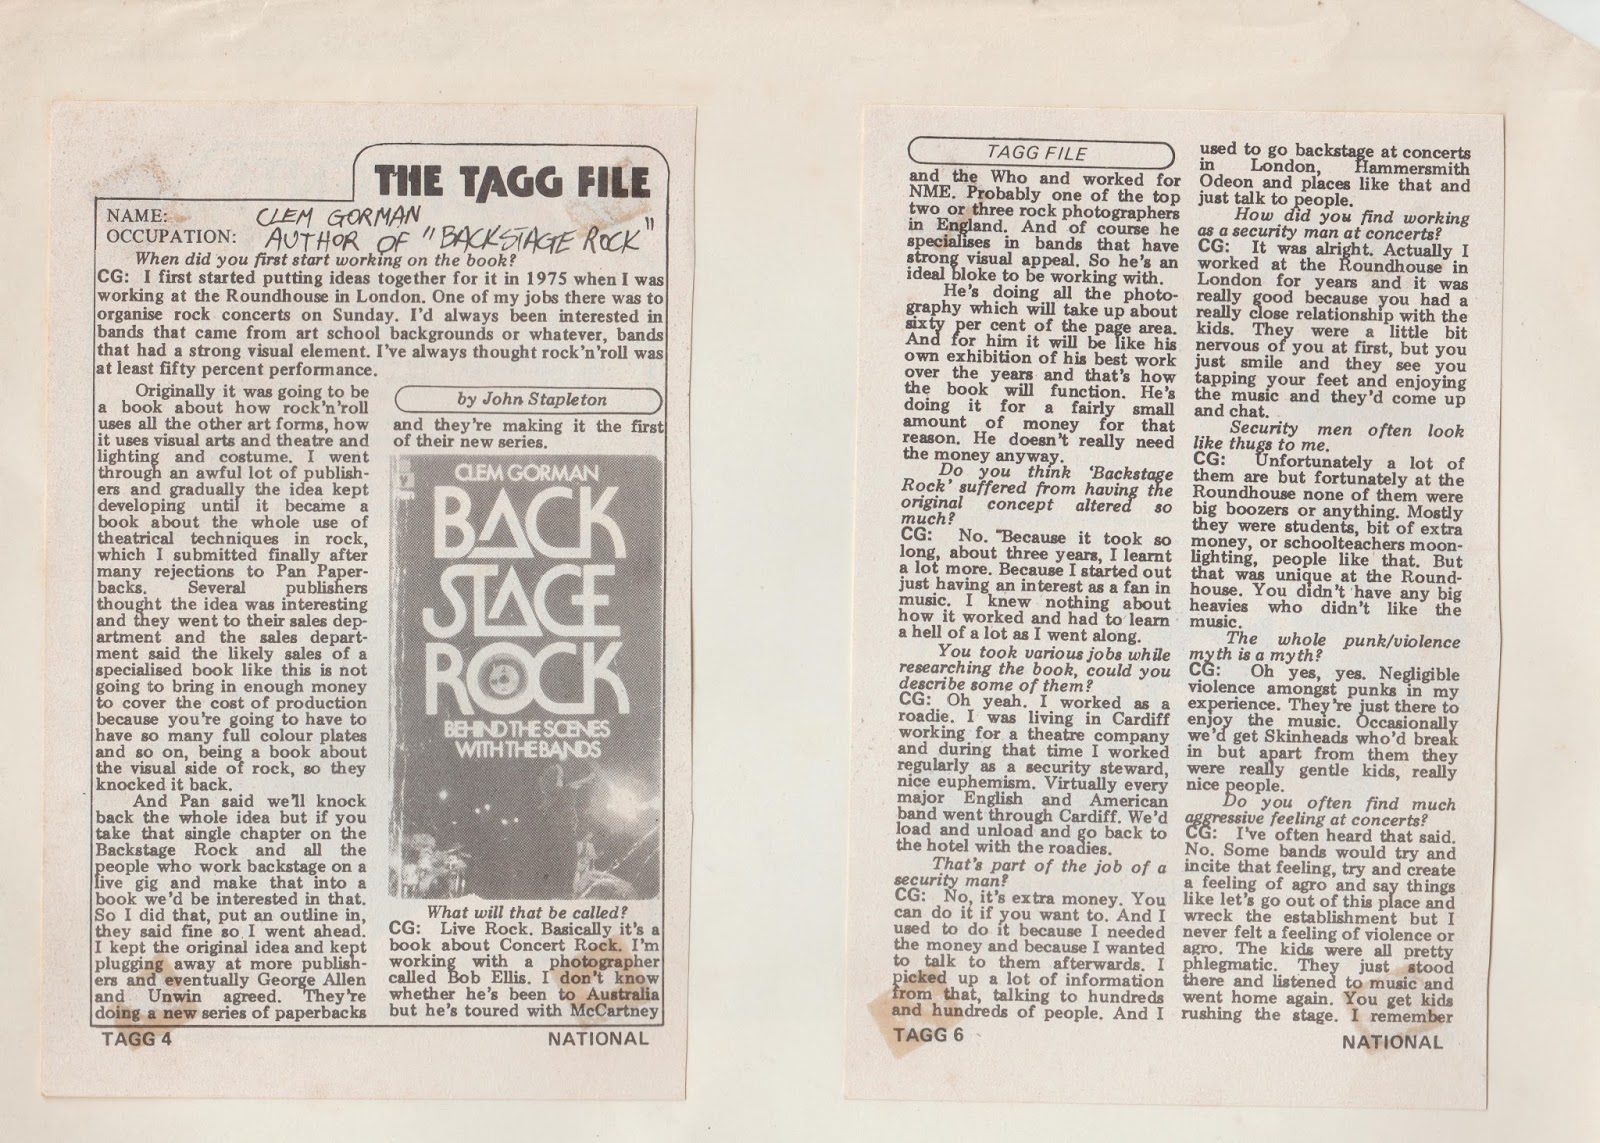 THE TAGG FILE
NAME: CLEM GORMAN
OCCUPATION: AUTHOR OF "BACKSTAGE ROCK"
When did you first start working on the book?
CG: I first started putting ideas together for it in 1975 when I was
working at the Roundhouse in London. One of my jobs there was to
organise rock concerts on Sunday. I'd always been interested in
bands that came from art school backgrounds or whatever, bands
that had a strong visual element. I've always thought rock'n'roll was
at least fifty percent performance.
Originally it was going to be
a book about how rock'n'roll
uses all the other art forms, how
it uses visual arts and theatre and
lighting and costume. I went
through an awful lot of publish-
ers and gradually the idea kept
developing until it became a
book about the whole use of
theatrical techniques in rock,
which I submitted finally after
many rejections to Pan Paper-
backs. Several publishers
thought the idea was interesting
and they went to their sales dep-
artment and the sales depart-
ment said the likely sales of a
specialised book like this is not
going to bring in enough money
to cover the cost of production
because you're going to have to
have so many full colour plates
and so on, being a book about
the visual side of rock, so they
knocked it back.
And Pan said we'll knock
back the whole idea but if you
take that single chapter on the
Backstage Rock and all the
people who work backstage on a
live gig and make that into a
book we'd be interested in that.
So I did that, put an outline in,
they said fine so I went ahead.
I kept the original idea and kept
plugging away at more publish-
ers and eventually George Allen
and Unwin agreed. They're
doing a new series of paperbacks
by John Stapleton
and they're making it the first
of their new series.
CLEM GORMAN
BACK
STAGE
ROCK
BEHIND THE SCENES
WITH THE BANDS
What will that be called?
CG: Live Rock. Basically it's a
book about Concert Rock. I'm
working with a photographer
called Bob Ellis. I don't know
whether he's been to Australia
but he's toured with McCartney
TAGG 4
NATIONAL
TAGG FILE
and the Who and worked for
NME. Probably one of the top
two or three rock photographers
in England. And of course he
specialises in bands that have
strong visual appeal. So he's an
ideal bloke to be working with.
He's doing all the photo-
graphy which will take up about
sixty per cent of the page area.
And for him it will be like his
own exhibition of his best work
over the years and that's how
the book will function. He's
doing it for a fairly small
amount of money for that
reason. He doesn't really need
the money anyway.
Do you think 'Backstage
Rock' suffered from having the
original concept altered so
much?
CG: No. Because it took so
long, about three years, I learnt
a lot more. Because I started out
just having an interest as a fan in
music. I knew nothing about
how it worked and had to learn
a hell of a lot as I went along.
You took various jobs while
researching the book, could you
describe some of them?
CG: Oh yeah. I worked as a
roadie. I was living in Cardiff
working for a theatre company
and during that time I worked
regularly as a security steward,
nice euphemism. Virtually every
major English and American
band went through Cardiff. We'd
load and unload and go back to
the hotel with the roadies.
That's part of the job of a
security man?
CG: No, it's extra money. You
can do it if you want to. And I
used to do it because I needed
the money and because I wanted
to talk to them afterwards. I
picked up a lot of information
from that, talking to hundreds
and hundreds of people. And I
used to go backstage at concerts
in London, Hammersmith
Odeon and places like that and
just talk to people.
How did you find working
as a security man at concerts?
CG: It was alright. Actually I
worked at the Roundhouse in
London for years and it was
really good because you had a
really close relationship with the
kids. They were a little bit
nervous of you at first, but you
just smile and they see you
tapping your feet and enjoying
the music and they'd come up
and chat.
Security men often look
like thugs to me.
CG: Unfortunately a lot of
them are but fortunately at the
Roundhouse none of them were
big boozers or anything. Mostly
they were students, bit of extra
money, or schoolteachers moon-
lighting, people like that. But
that was unique at the Round-
house. You didn't have any big
heavies who didn't like the
music.
The whole punk/violence
myth is a myth?
CG: Oh yes, yes. Negligible
violence amongst punks in my
experience. They're just there to
enjoy the music. Occasionally
we'd get Skinheads who'd break
in but apart from them they
were really gentle kids, really
nice people.
Do you often find much
aggressive feeling at concerts?
CG: I've often heard that said.
No. Some bands would try and
incite that feeling, try and create
a feeling of agro and say things
like let's go out of this place and
wreck the establishment but I
never felt a feeling of violence or
agro. The kids were all pretty
phlegmatic. They just stood
there and listened to music and
went home again. You get kids
rushing the stage. I remember
TAGG 6
NATIONAL